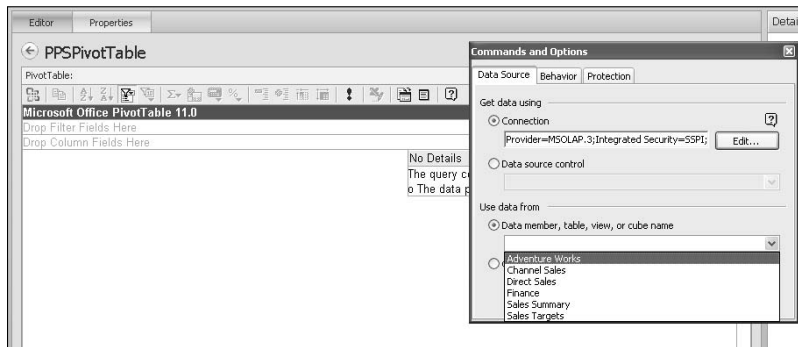 Editor Properties
Detai
PPSPivotTable
PivotTable:
Microsoft Office PivotTable 11.0
Drop Filter Fields Here
Drop Column Fields Here
No Details
The query c
o The data p
Commands and Options
Data Source Behavior Protection
Get data using
Connection
Provider=MSOLAP.3;Integrated Security=SSPI;
Edit...
Data source control
Use data from
Data member, table, view, or cube name
Adventure Works
Channel Sales
Direct Sales
Finance
Sales Summary
Sales Targets